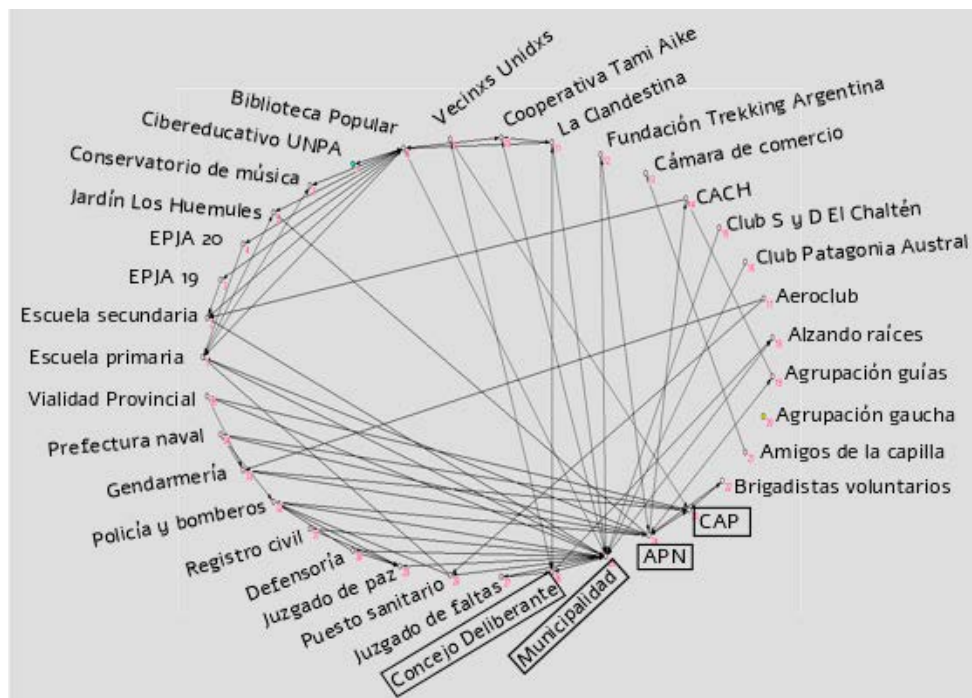 Biblioteca Popular
Vecinxs Unidxs
Cooperativa Tami Aike
La Clandestina
Fundación Trekking Argentina
Cámara de comercio
CACH
Club S y D El Chaltén
Club Patagonia Austral
Aeroclub
Alzando raíces
Agrupación guías
Agrupación gaucha
Amigos de la capilla
Brigadistas voluntarios
CAP
APN
Municipalidad
Concejo Deliberante
Juzgado de faltas
Puesto sanitario
Juzgado de paz
Defensoría
Registro civil
Policía y bomberos
Gendarmería
Prefectura naval
Vialidad Provincial
Escuela primaria
Escuela secundaria
EPJA 19
EPJA 20
Jardín Los Huemules
Conservatorio de música
Cibereducativo UNPA